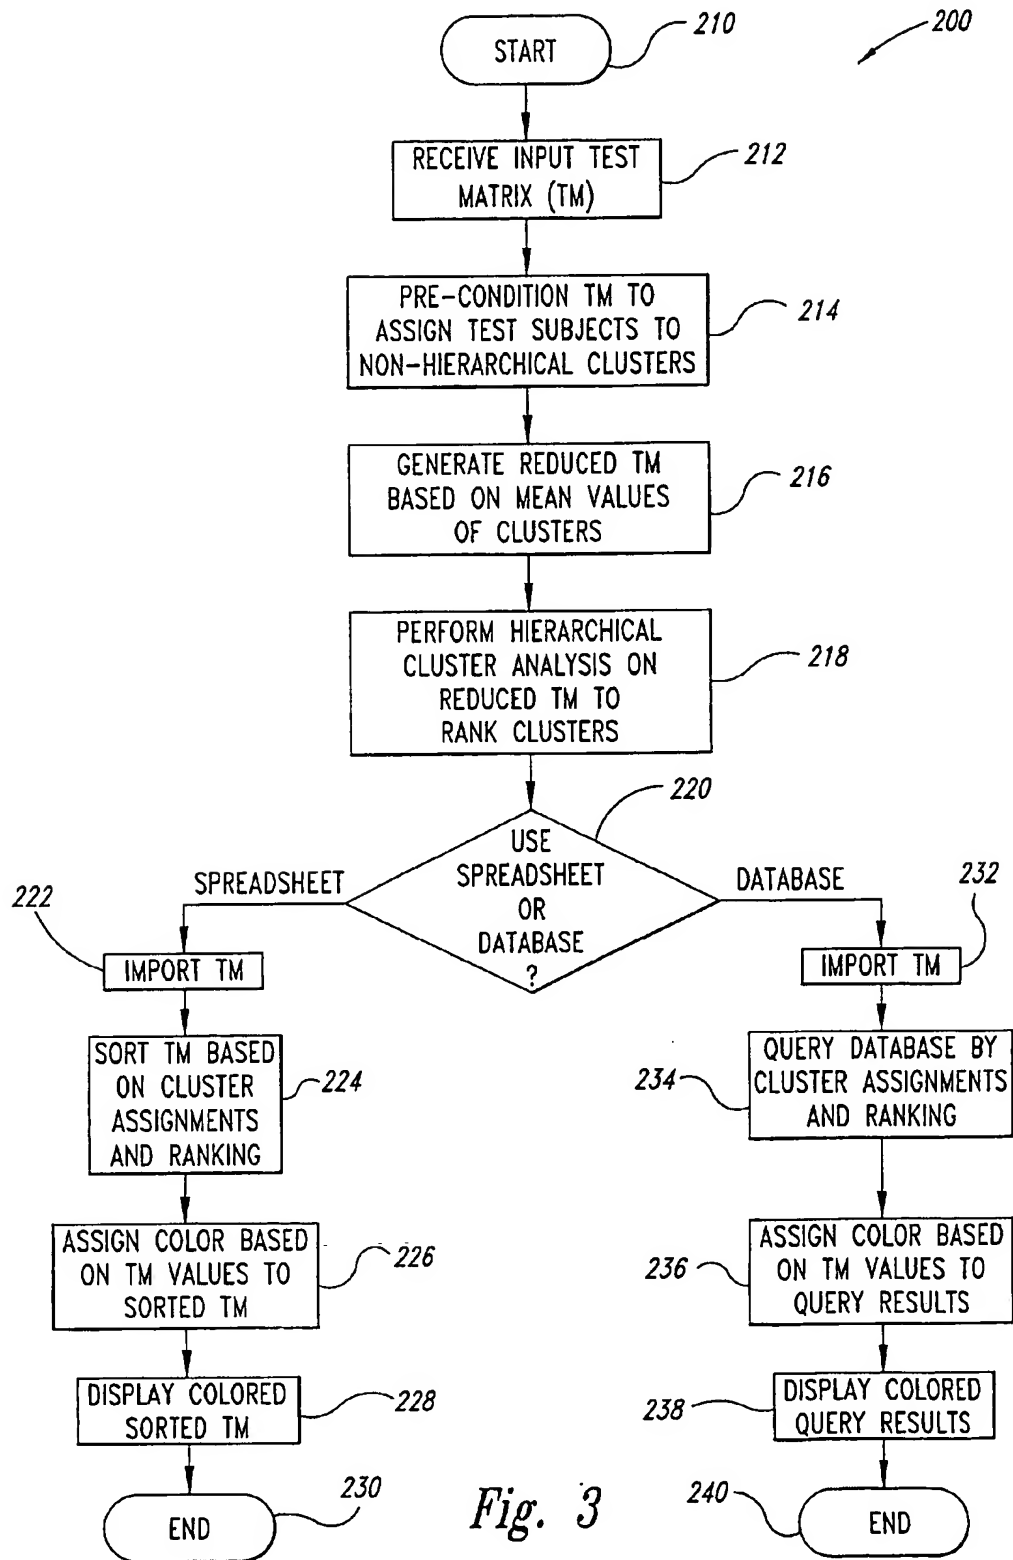 START
210
200
RECEIVE INPUT TEST
MATRIX (TM)
212
PRE-CONDITION TM TO
ASSIGN TEST SUBJECTS TO
NON-HIERARCHICAL CLUSTERS
214
GENERATE REDUCED TM
BASED ON MEAN VALUES
OF CLUSTERS
216
PERFORM HIERARCHICAL
CLUSTER ANALYSIS ON
REDUCED TM TO
RANK CLUSTERS
218
USE
SPREADSHEET
OR
DATABASE
?
220
SPREADSHEET
222
IMPORT TM
SORT TM BASED
ON CLUSTER
ASSIGNMENTS
AND RANKING
224
ASSIGN COLOR BASED
ON TM VALUES TO
SORTED TM
226
DISPLAY COLORED
SORTED TM
228
END
230
DATABASE
232
IMPORT TM
QUERY DATABASE BY
CLUSTER ASSIGNMENTS
AND RANKING
234
ASSIGN COLOR BASED
ON TM VALUES TO
QUERY RESULTS
236
DISPLAY COLORED
QUERY RESULTS
238
END
240
Fig. 3